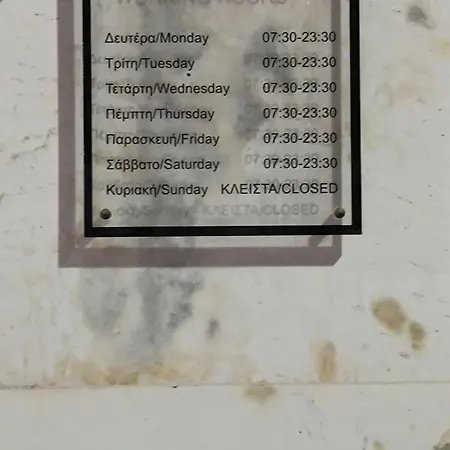 WORKING HOURS
Δευτέρα/Monday 07:30-23:30
Τρίτη/Tuesday 07:30-23:30
Τετάρτη/Wednesday 07:30-23:30
Πέμπτη/Thursday 07:30-23:30
Παρασκευή/Friday 07:30-23:30
Σάββατο/Saturday 07:30-23:30
Κυριακή/Sunday ΚΛΕΙΣΤΑ/CLOSED